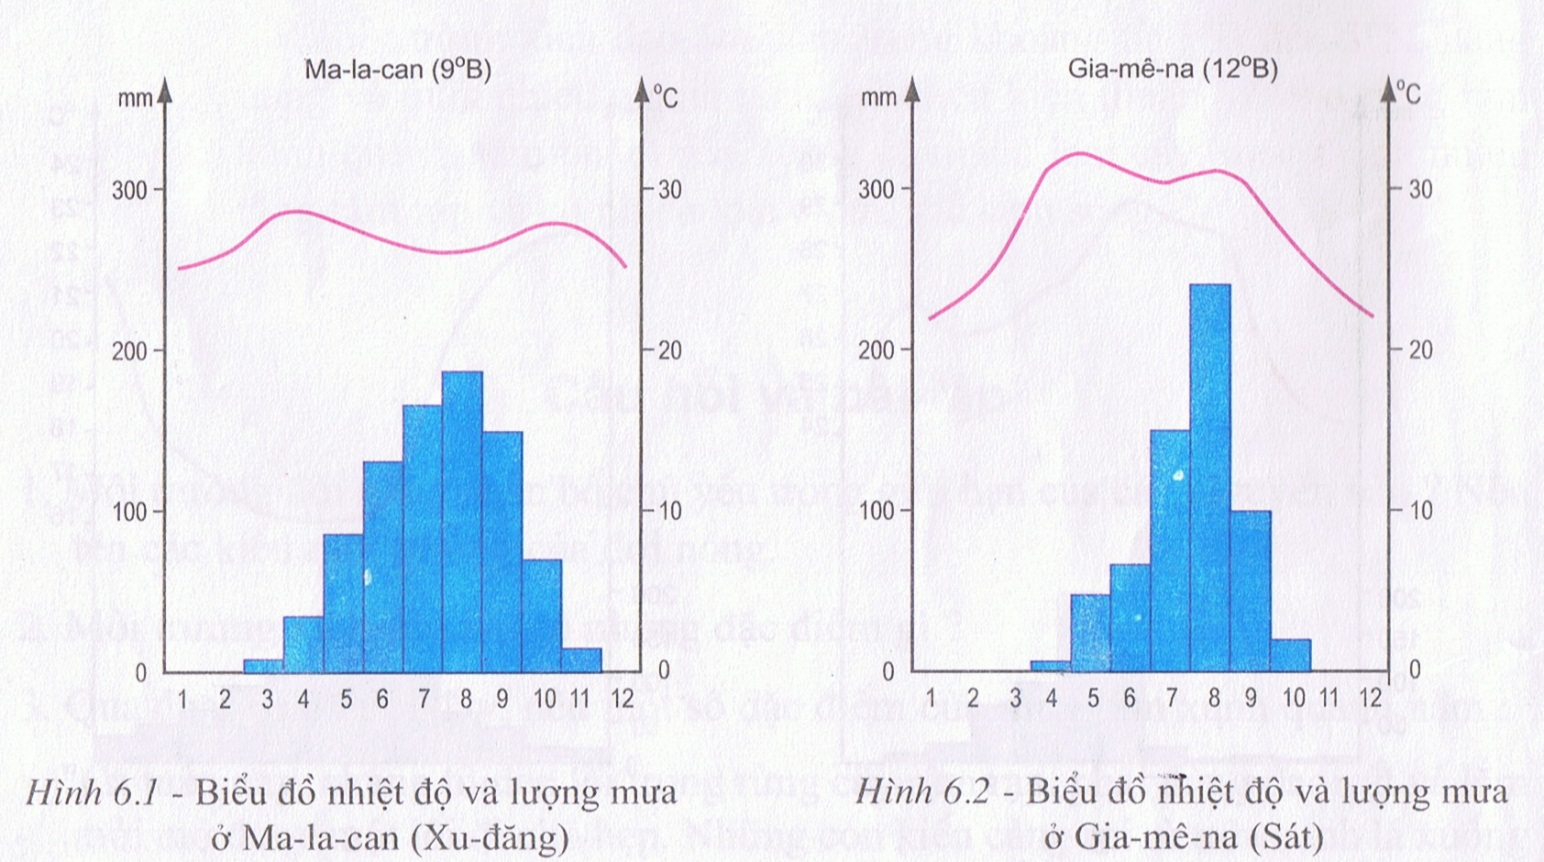 Ma-la-can (9°B)
mm °C
300 30
200 20
100 10
0 0
1 2 3 4 5 6 7 8 9 10 11 12
Hình 6.1 - Biểu đồ nhiệt độ và lượng mưa
ở Ma-la-can (Xu-đăng)
Gia-mê-na (12°B)
mm °C
300 30
200 20
100 10
0 0
1 2 3 4 5 6 7 8 9 10 11 12
Hình 6.2 - Biểu đồ nhiệt độ và lượng mưa
ở Gia-mê-na (Sát)